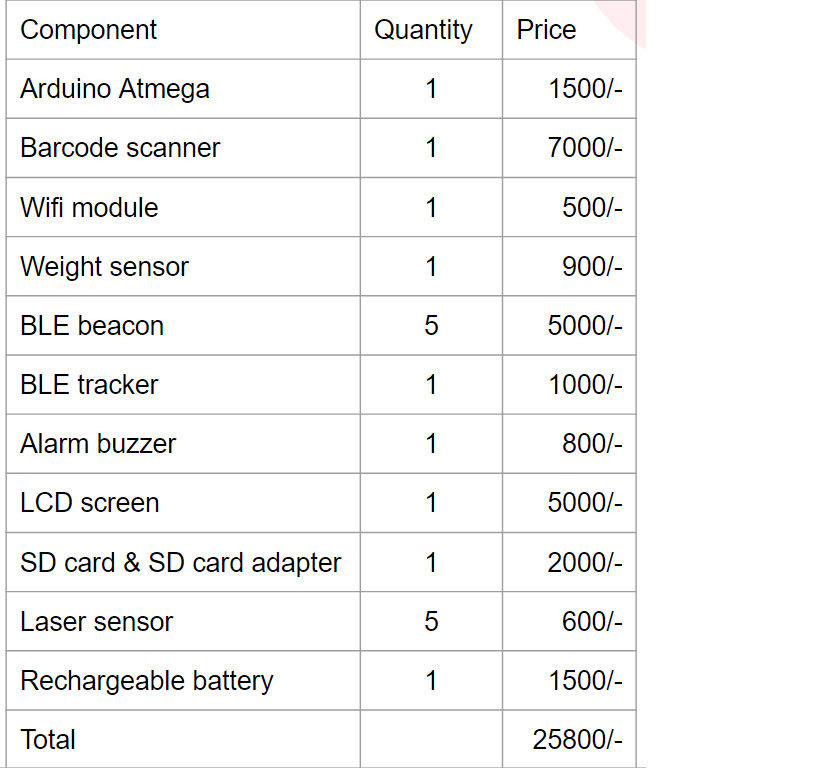 Component Quantity Price
Arduino Atmega 1 1500/-
Barcode scanner 1 7000/-
Wifi module 1 500/-
Weight sensor 1 900/-
BLE beacon 5 5000/-
BLE tracker 1 1000/-
Alarm buzzer 1 800/-
LCD screen 1 5000/-
SD card & SD card adapter 1 2000/-
Laser sensor 5 600/-
Rechargeable battery 1 1500/-
Total 25800/-